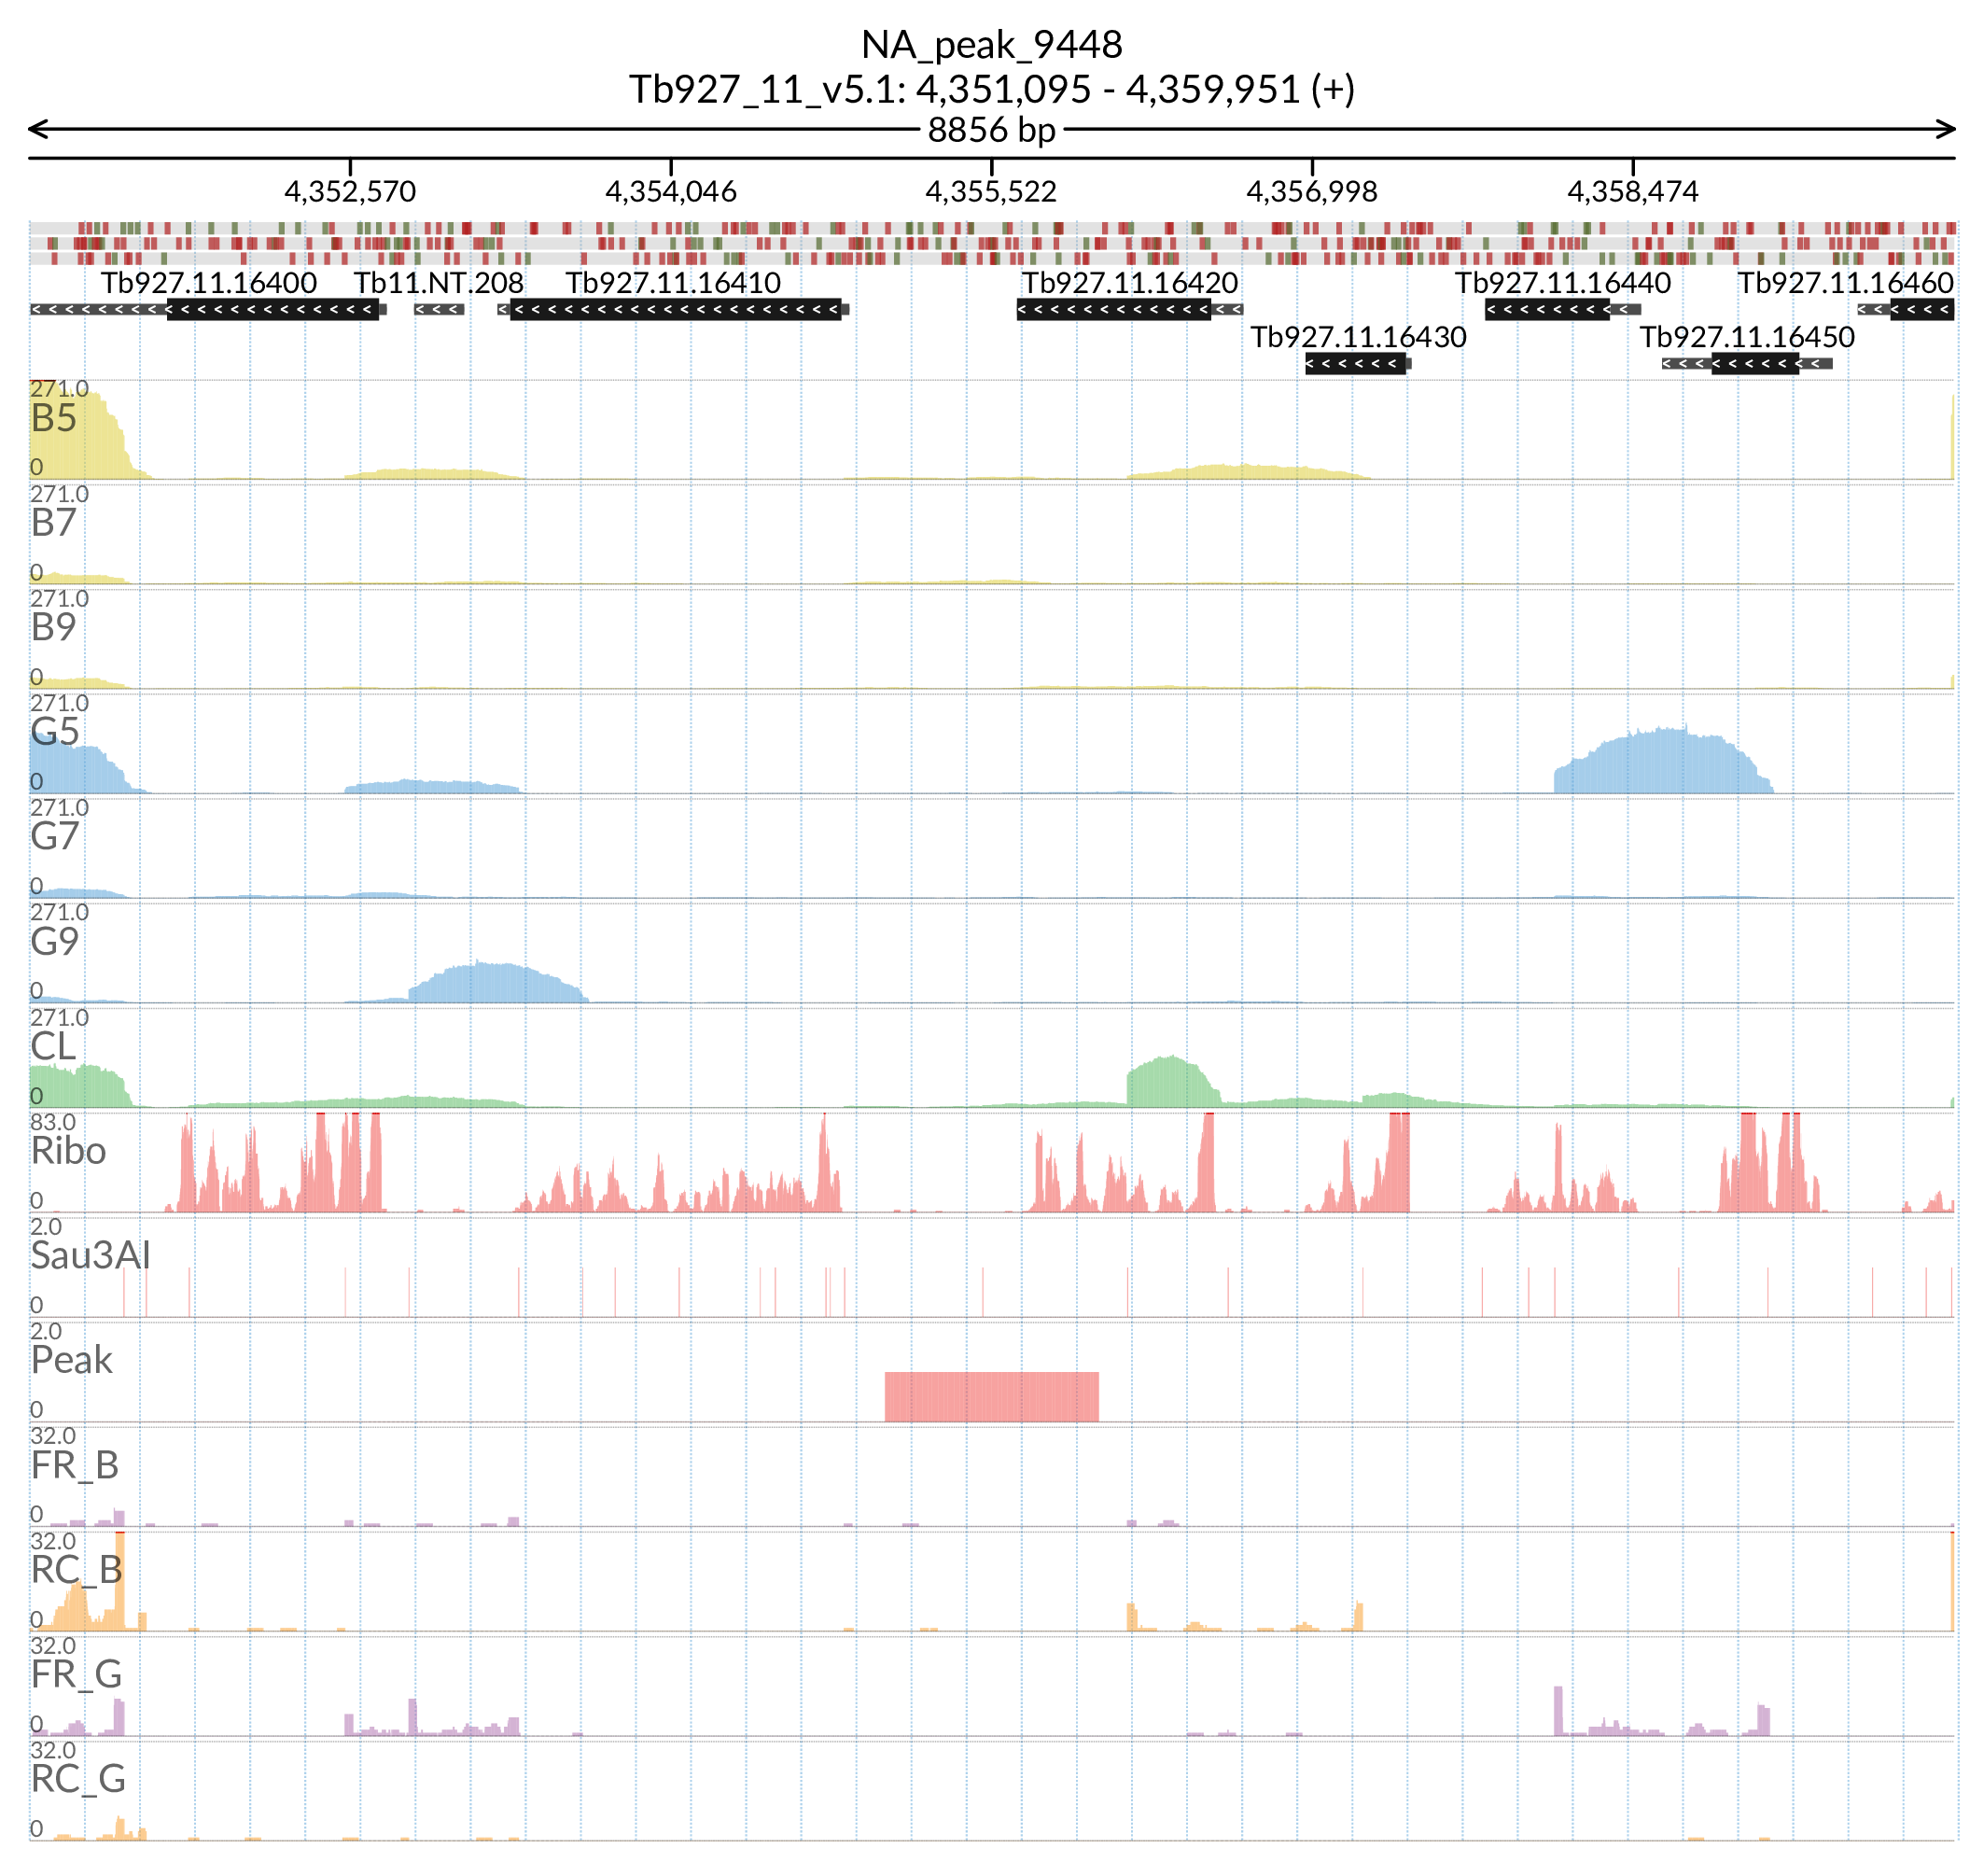 NA_peak_9448
Tb927_11_v5.1: 4,351,095 - 4,359,951 (+)
8856 bp
4,352,570 4,354,046 4,355,522 4,356,998 4,358,474
Tb927.11.16400 Tb11.NT.208 Tb927.11.16410 Tb927.11.16420 Tb927.11.16440 Tb927.11.16460
Tb927.11.16430 Tb927.11.16450
271.0
B5
0
271.0
B7
0
271.0
B9
0
271.0
G5
0
271.0
G7
0
271.0
G9
0
271.0
CL
0
83.0
Ribo
0
2.0
Sau3AI
0
2.0
Peak
0
32.0
FR_B
0
32.0
RC_B
0
32.0
FR_G
0
32.0
RC_G
0